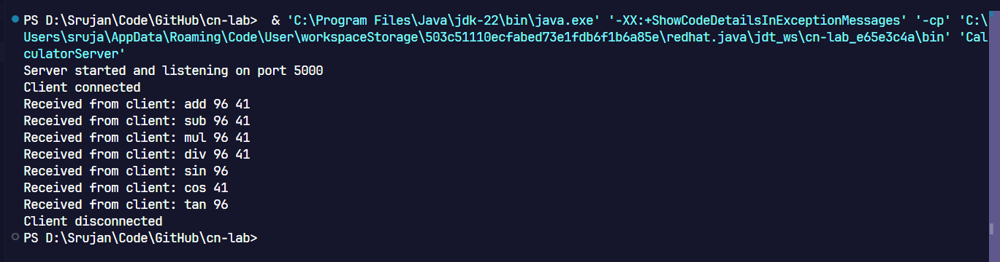 PS D:\Srujan\Code\GitHub\cn-lab>  & 'C:\Program Files\Java\jdk-22\bin\java.exe' '-XX:+ShowCodeDetailsInExceptionMessages' '-cp' 'C:\
Users\sruja\AppData\Roaming\Code\User\workspaceStorage\503c51110ecfabed73e1fdb6f1b6a85e\redhat.java\jdt_ws\cn-lab_e65e3c4a\bin' 'Cal
culatorServer'
Server started and listening on port 5000
Client connected
Received from client: add 96 41
Received from client: sub 96 41
Received from client: mul 96 41
Received from client: div 96 41
Received from client: sin 96
Received from client: cos 41
Received from client: tan 96
Client disconnected
PS D:\Srujan\Code\GitHub\cn-lab>